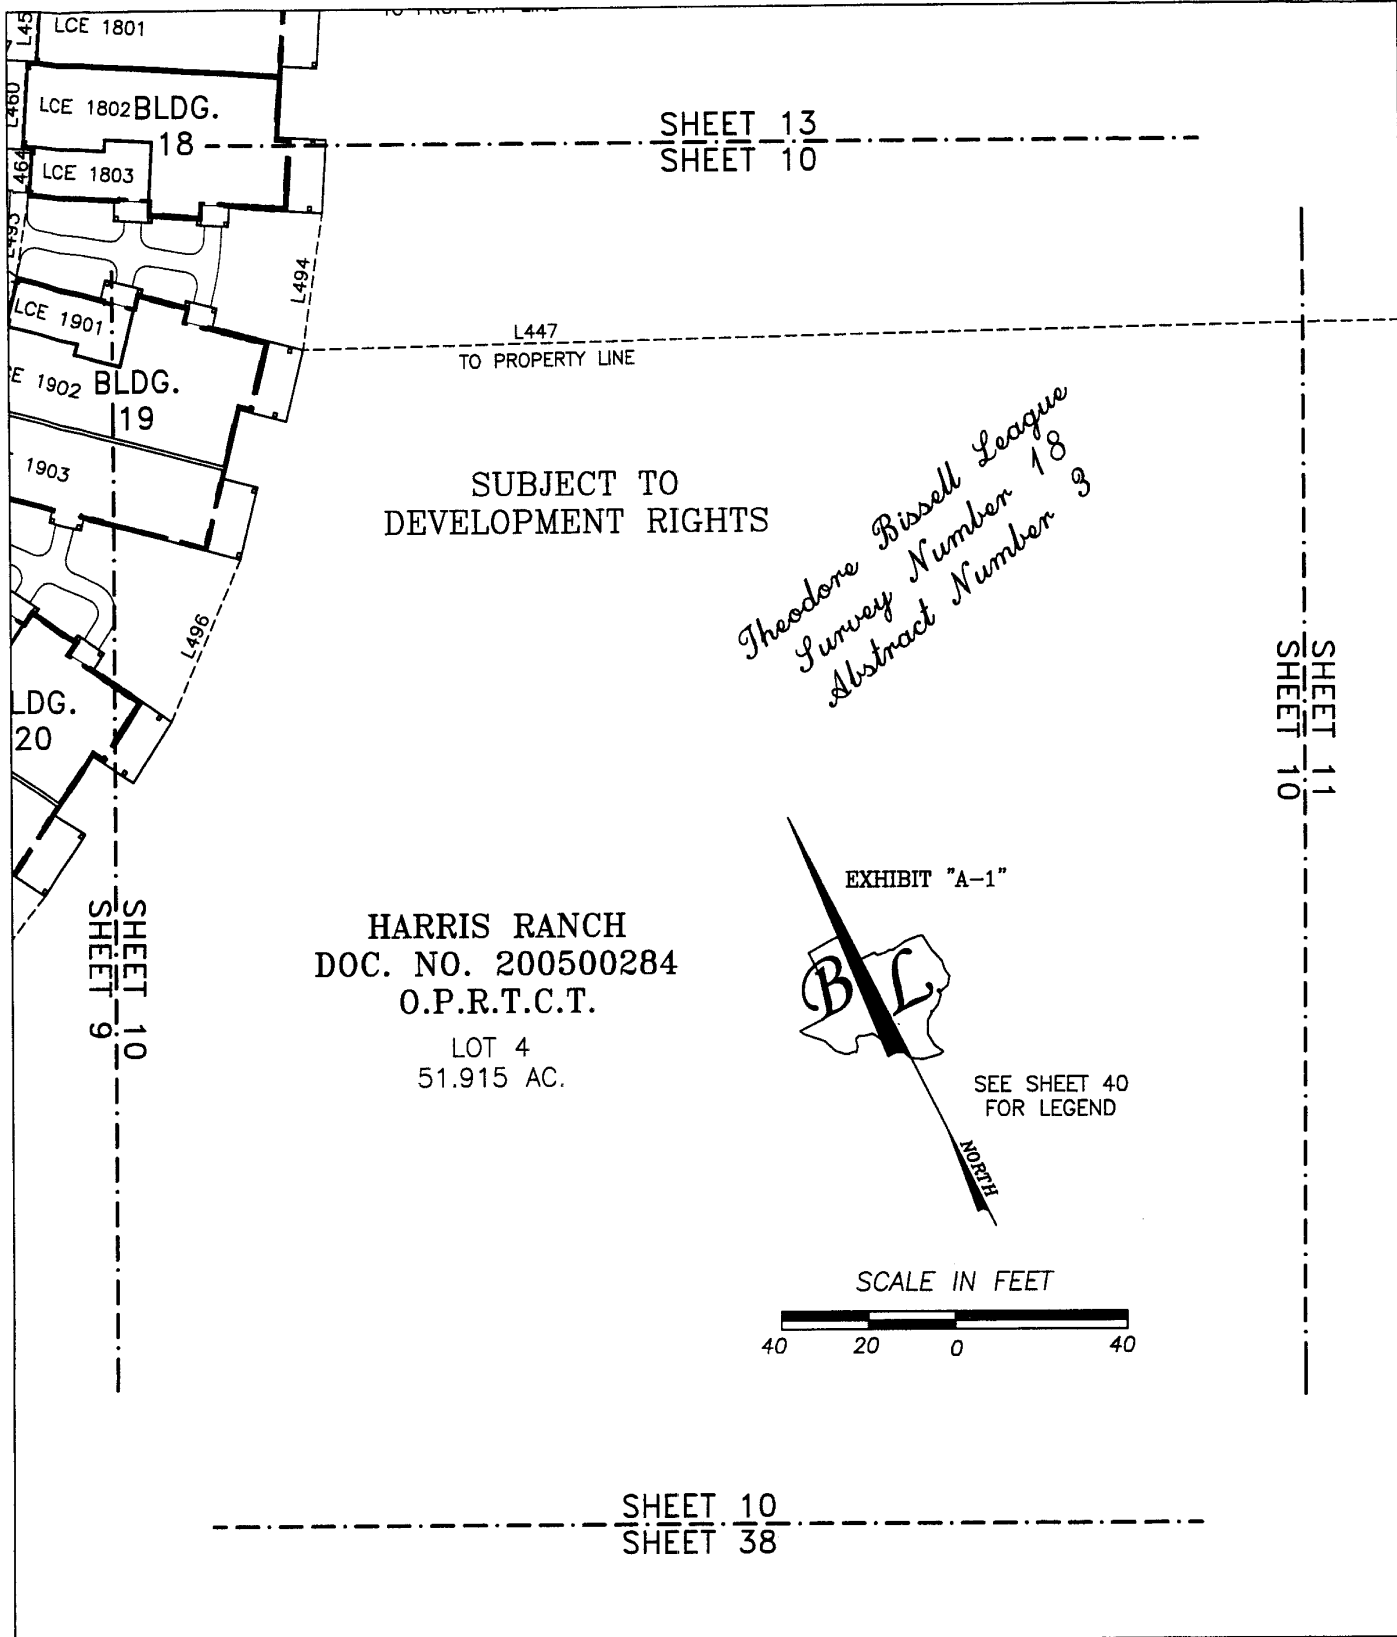 LCE 1801
L460
LCE 1802
BLDG.
18
464
LCE 1803
SHEET 13
SHEET 10
L493
L494
LCE 1901
L447
TO PROPERTY LINE
1902
BLDG.
19
1903
SUBJECT TO
DEVELOPMENT RIGHTS
Theodore Bissell League
Survey Number 18
Abstract Number 3
L496
LDG.
20
SHEET 11
SHEET 10
EXHIBIT "A-1"
B L
SHEET 10
SHEET 9
HARRIS RANCH
DOC. NO. 200500284
O.P.R.T.C.T.
LOT 4
51.915 AC.
SEE SHEET 40
FOR LEGEND
NORTH
SCALE IN FEET
40 20 0 40
SHEET 10
SHEET 38